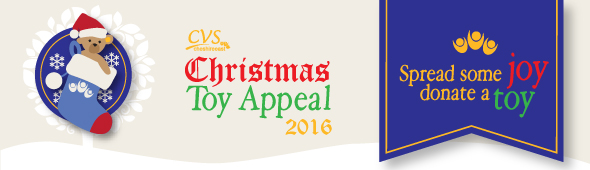 CVS
Christmas
Toy Appeal
2016
Spread some joy
donate a toy